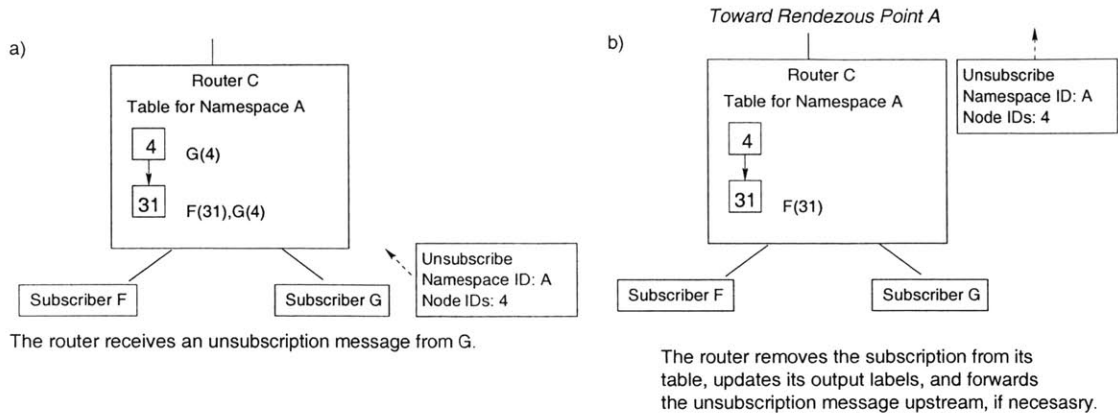 a)
Router C
Table for Namespace A
4
G(4)
31
F(31),G(4)
Unsubscribe
Namespace ID: A
Node IDs: 4
Subscriber F
Subscriber G
The router receives an unsubscription message from G.
Toward Rendezous Point A
b)
Router C
Table for Namespace A
4
31
F(31)
Unsubscribe
Namespace ID: A
Node IDs: 4
Subscriber F
Subscriber G
The router removes the subscription from its
table, updates its output labels, and forwards
the unsubscription message upstream, if necesasry.